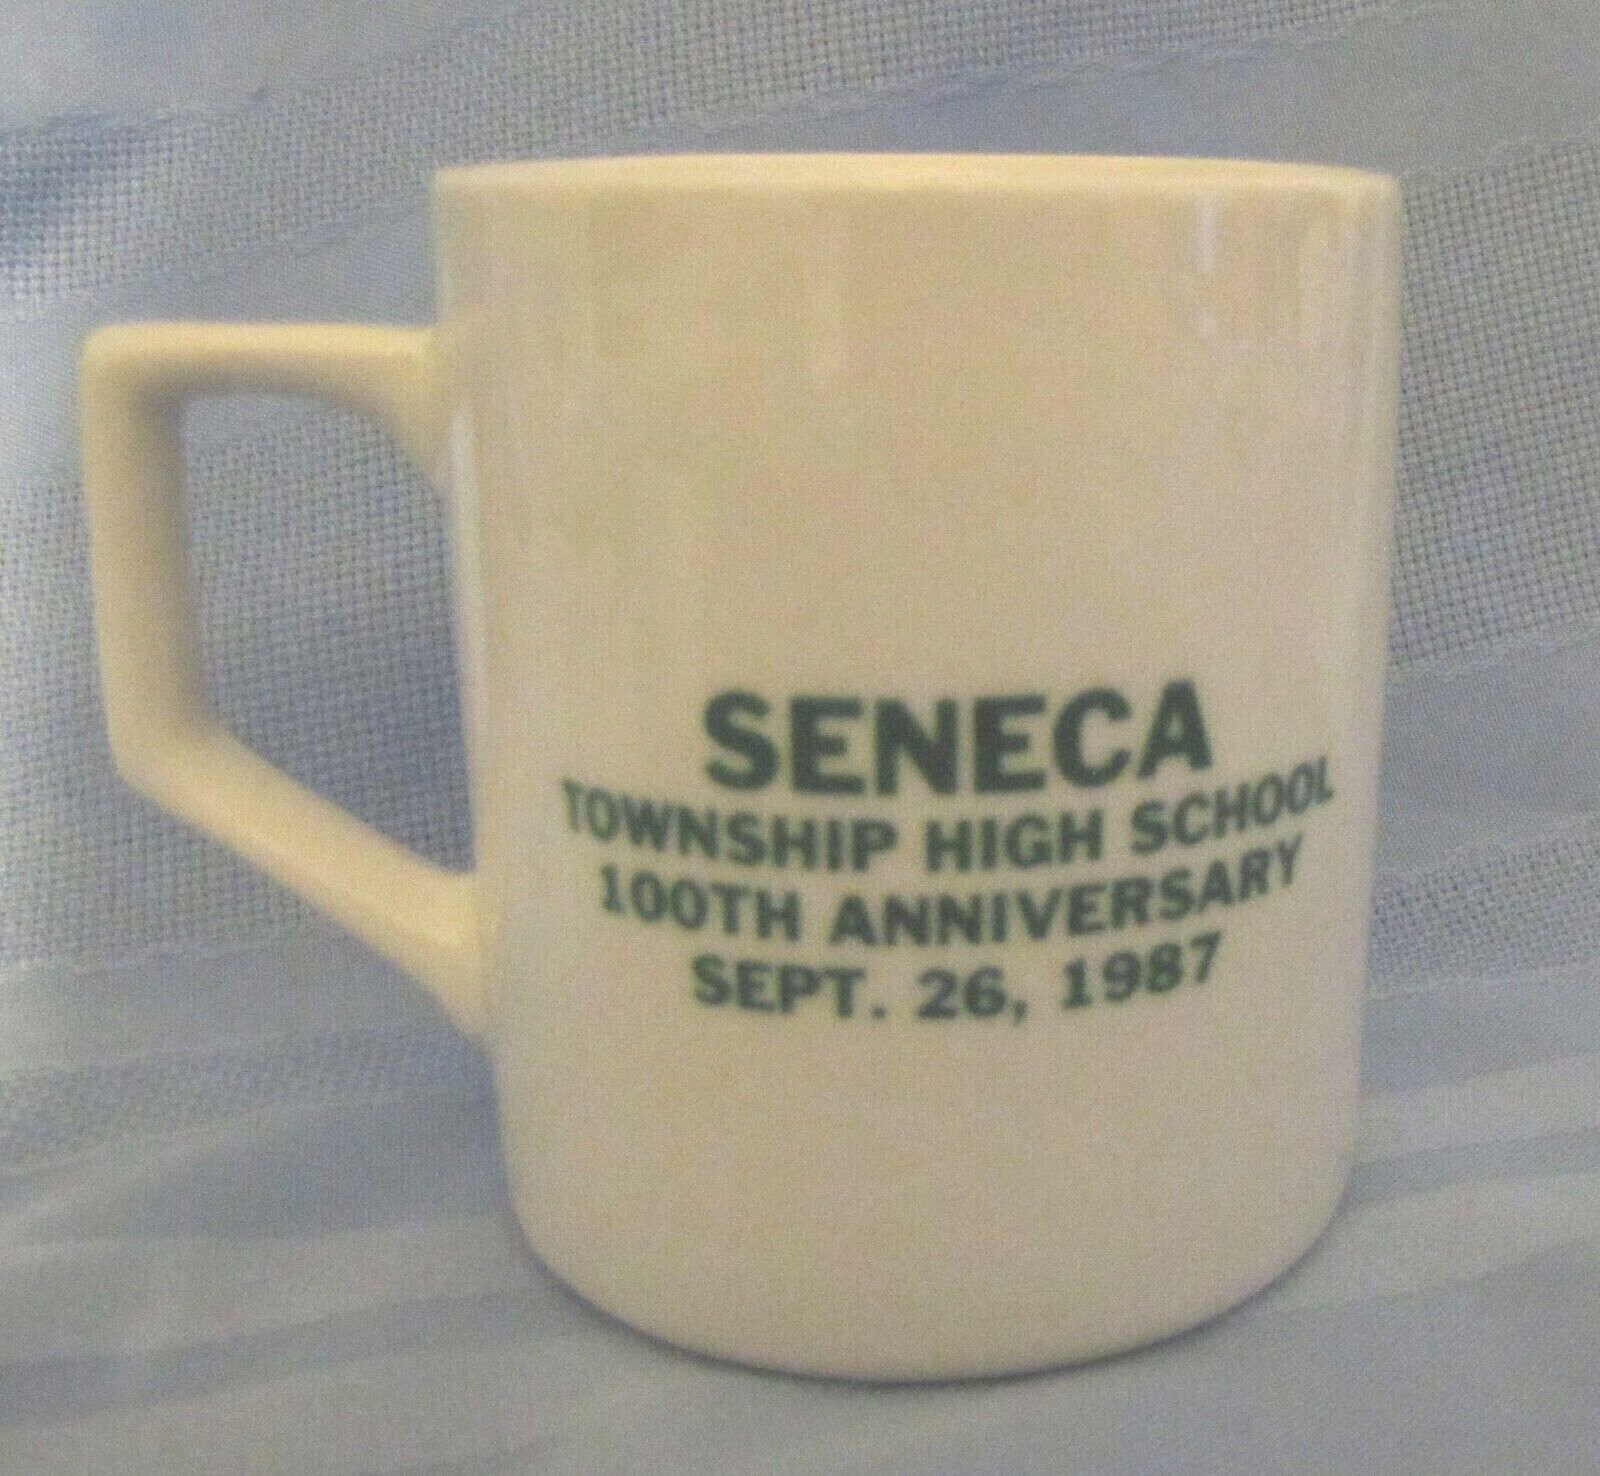 SENECA
TOWNSHIP HIGH SCHOOL
100TH ANNIVERSARY
SEPT. 26, 1987